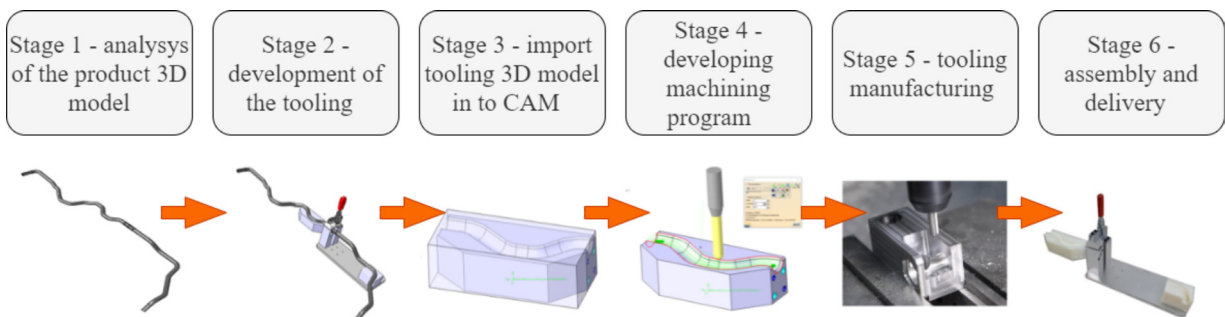 Stage 1 - analysys
of the product 3D
model
Stage 2 -
development of
the tooling
Stage 3 - import
tooling 3D model
in to CAM
Stage 4 -
developing
machining
program
Stage 5 - tooling
manufacturing
Stage 6 -
assembly and
delivery